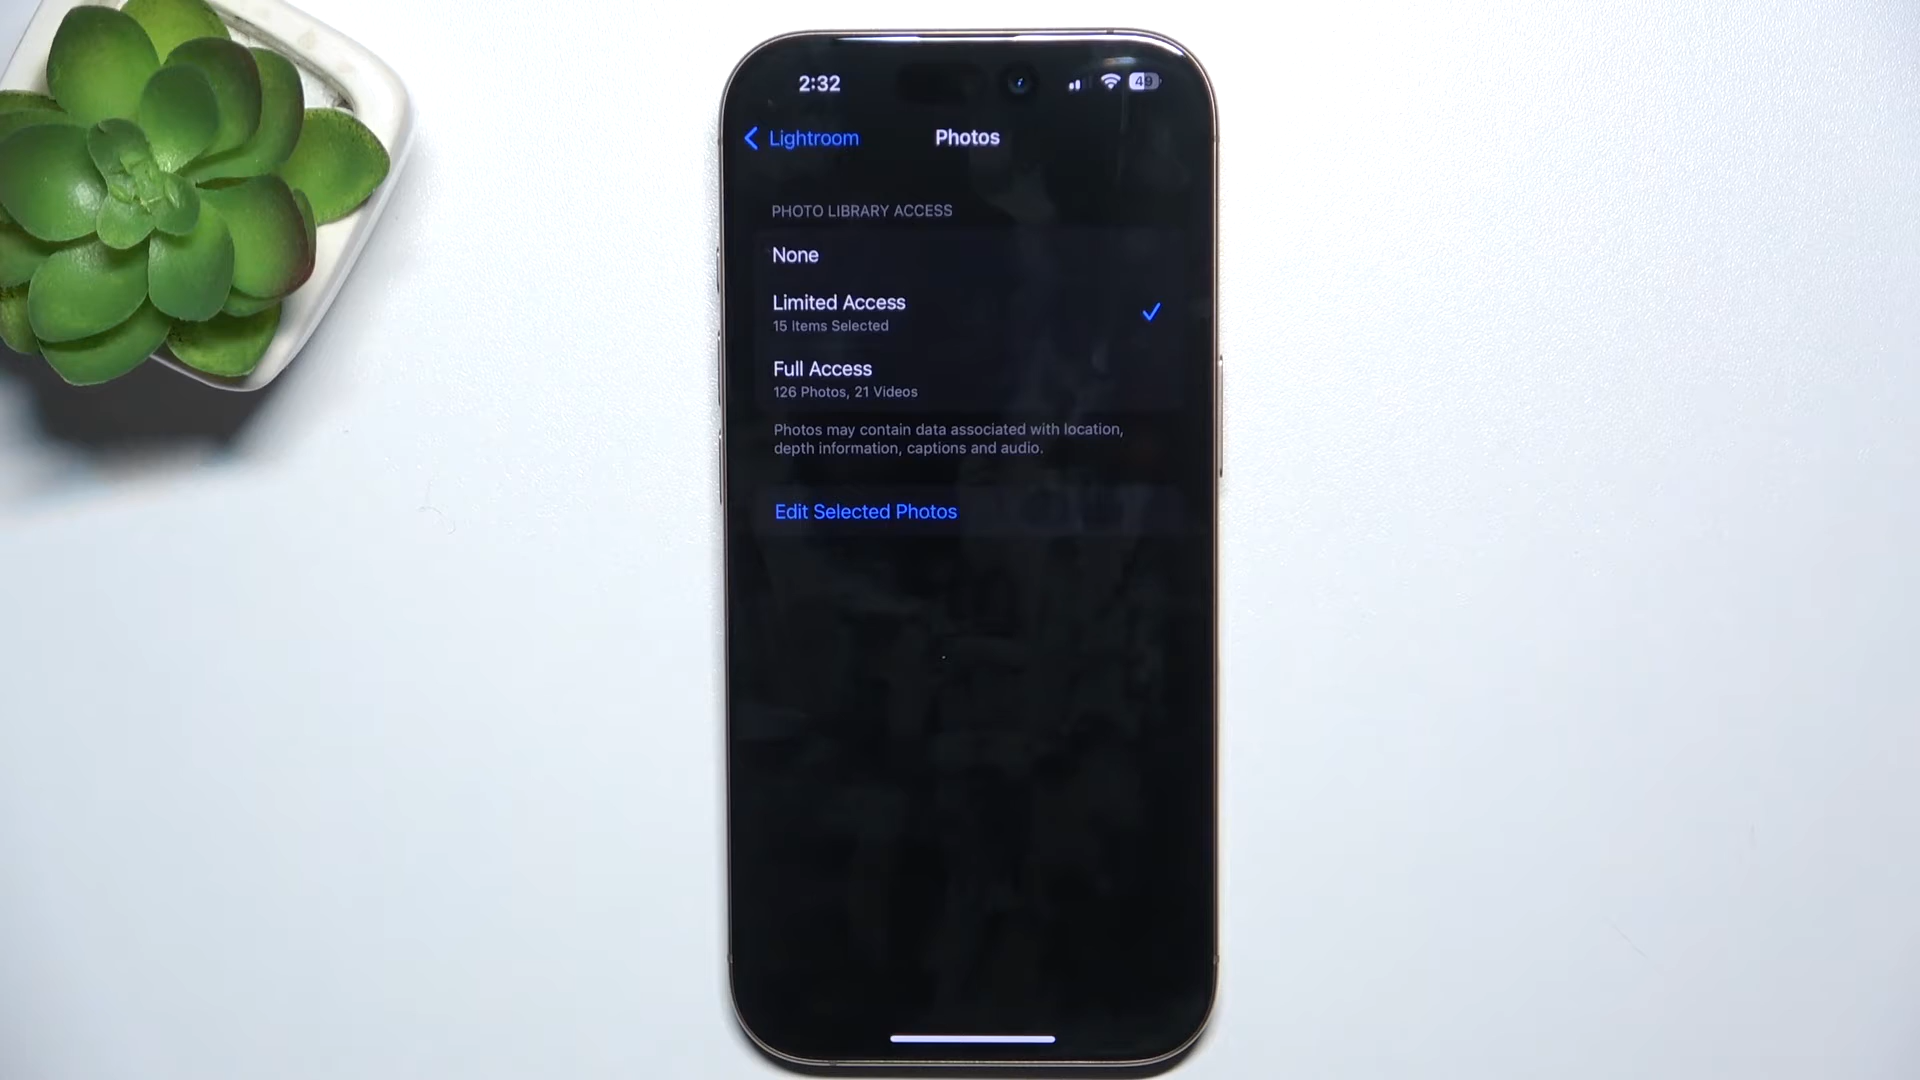 2:32
49
Lightroom
Photos
PHOTO LIBRARY ACCESS
None
Limited Access
15 Items Selected
Full Access
126 Photos, 21 Videos
Photos may contain data associated with location,
depth information, captions and audio.
Edit Selected Photos